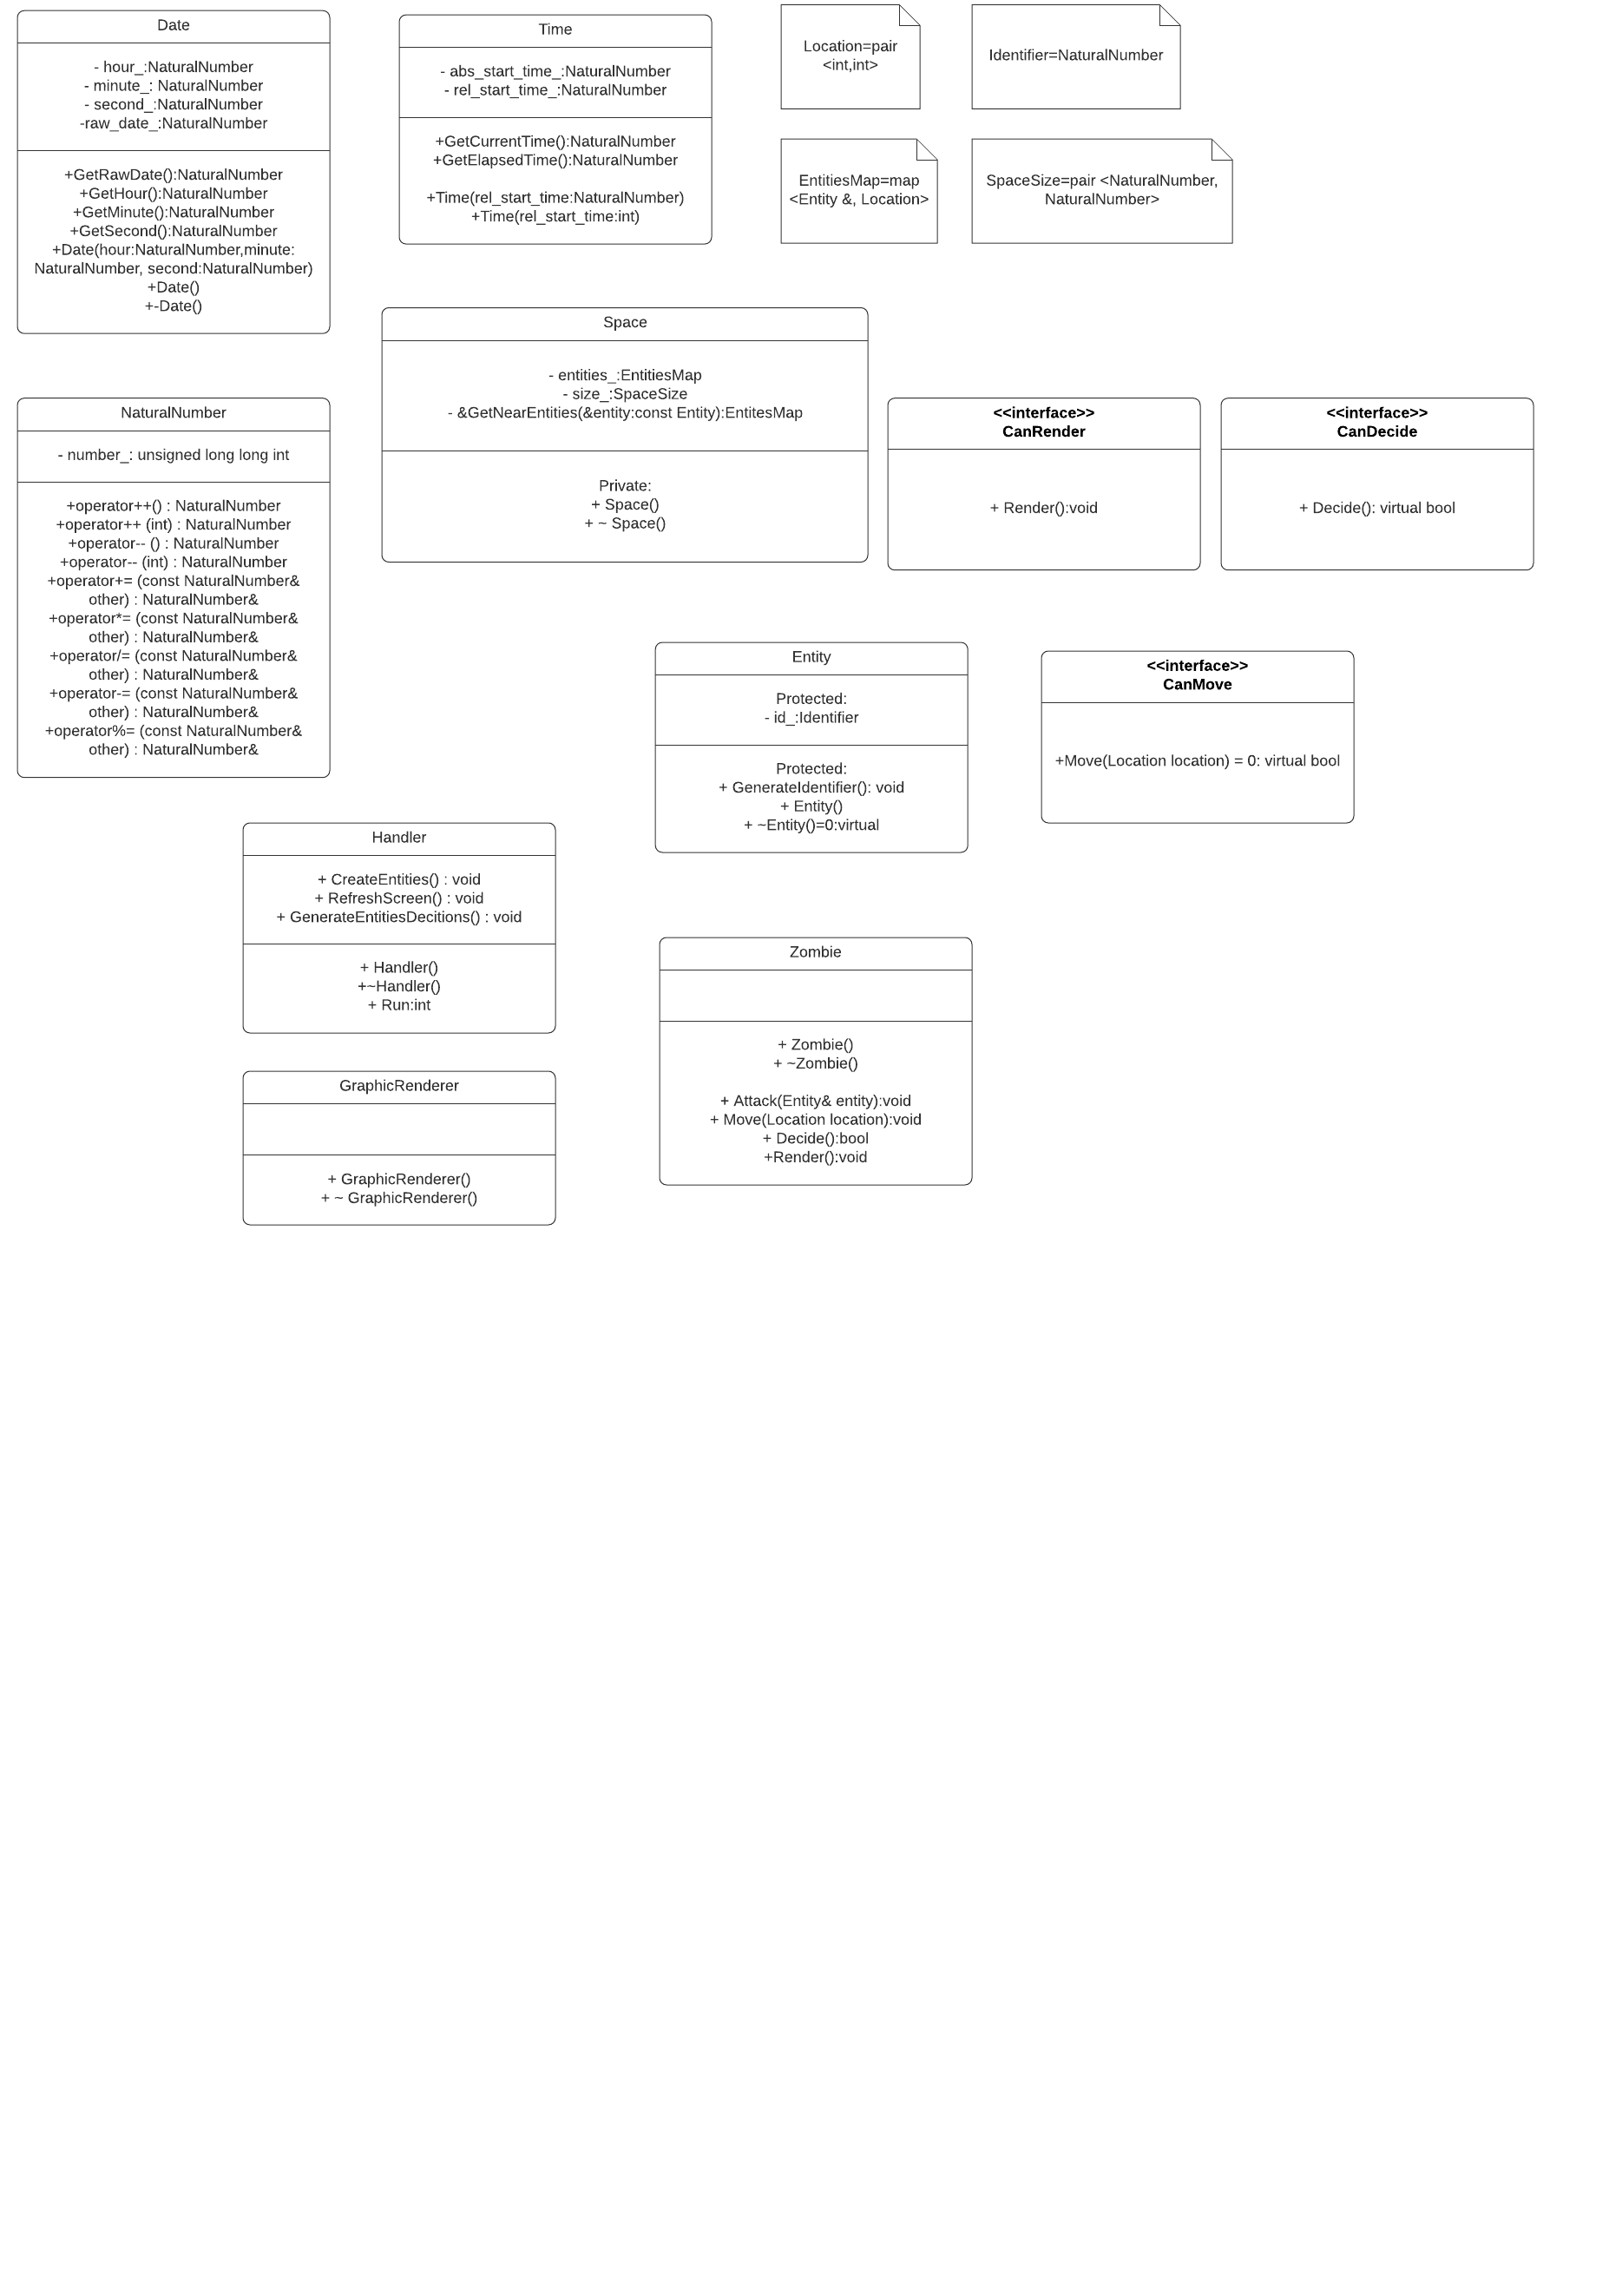 Date
- hour_:NaturalNumber
- minute_: NaturalNumber
- second_:NaturalNumber
-raw_date_:NaturalNumber
+GetRawDate():NaturalNumber
+GetHour():NaturalNumber
+GetMinute():NaturalNumber
+GetSecond():NaturalNumber
+Date(hour:NaturalNumber,minute:
NaturalNumber, second:NaturalNumber)
+Date()
+-Date()
Time
- abs_start_time_:NaturalNumber
- rel_start_time_:NaturalNumber
+GetCurrentTime():NaturalNumber
+GetElapsedTime():NaturalNumber
+Time(rel_start_time:NaturalNumber)
+Time(rel_start_time:int)
Location=pair
<int,int>
Identifier=NaturalNumber
EntitiesMap=map
<Entity &, Location>
SpaceSize=pair <NaturalNumber,
NaturalNumber>
Space
- entities_:EntitiesMap
- size_:SpaceSize
- &GetNearEntities(&entity:const Entity):EntitesMap
Private:
+ Space()
+ ~ Space()
NaturalNumber
- number_: unsigned long long int
+operator++() : NaturalNumber
+operator++ (int) : NaturalNumber
+operator-- () : NaturalNumber
+operator-- (int) : NaturalNumber
+operator+= (const NaturalNumber&
other) : NaturalNumber&
+operator*= (const NaturalNumber&
other) : NaturalNumber&
+operator/= (const NaturalNumber&
other) : NaturalNumber&
+operator-= (const NaturalNumber&
other) : NaturalNumber&
+operator%= (const NaturalNumber&
other) : NaturalNumber&
<<interface>>
CanRender
+ Render():void
<<interface>>
CanDecide
+ Decide(): virtual bool
Entity
Protected:
- id_:Identifier
Protected:
+ GenerateIdentifier(): void
+ Entity()
+ ~Entity()=0:virtual
<<interface>>
CanMove
+Move(Location location) = 0: virtual bool
Handler
+ CreateEntities() : void
+ RefreshScreen() : void
+ GenerateEntitiesDecitions() : void
+ Handler()
+~Handler()
+ Run:int
Zombie
+ Zombie()
+ ~Zombie()
+ Attack(Entity& entity):void
+ Move(Location location):void
+ Decide():bool
+Render():void
GraphicRenderer
+ GraphicRenderer()
+ ~ GraphicRenderer()